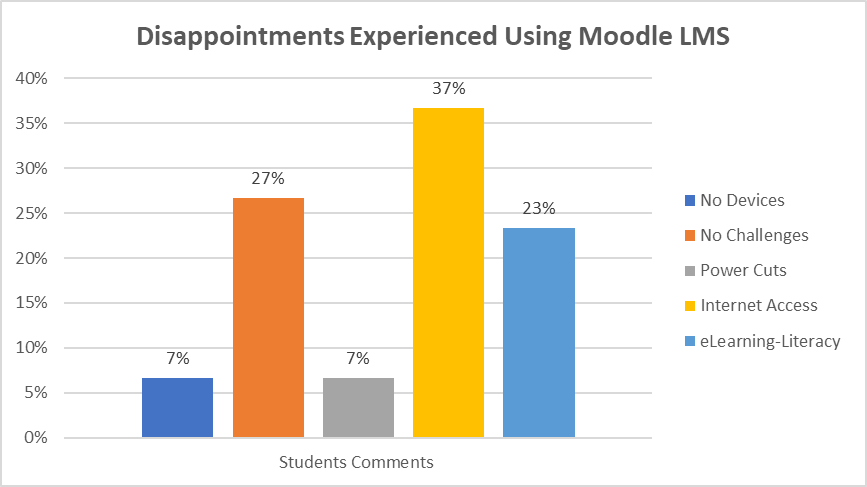 Disappointments Experienced Using Moodle LMS
40%
35%
30%
25%
20%
15%
10%
5%
0%
7%
27%
7%
37%
23%
Students Comments
No Devices
No Challenges
Power Cuts
Internet Access
eLearning-Literacy